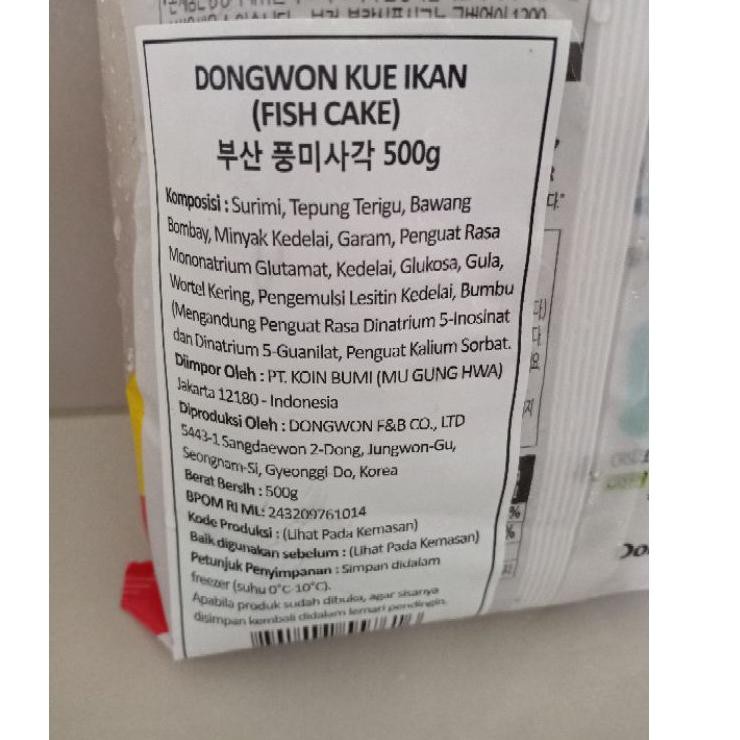 DONGWON KUE IKAN
(FISH CAKE)
부산 풍미사각 500g
Komposisi : Surimi, Tepung Terigu, Bawang
Bombay, Minyak Kedelai, Garam, Penguat Rasa
Mononatrium Glutamat, Kedelai, Glukosa, Gula,
Wortel Kering, Pengemulsi Lesitin Kedelai, Bumbu
(Mengandung Penguat Rasa Dinatrium 5-Inosinat
dan Dinatrium 5-Guanilat, Penguat Kalium Sorbat.
Diimpor Oleh : PT. KOIN BUMI (MU GUNG HWA)
Jakarta 12180 - Indonesia
Diproduksi Oleh : DONGWON F&B CO., LTD
5443-1 Sangdaewon 2-Dong, Jungwon-Gu,
Seongnam-Si, Gyeonggi Do, Korea
Berat Bersih : 500g
BPOM RI ML: 243209761014
Kode Produksi : (Lihat Pada Kemasan)
Baik digunakan sebelum : (Lihat Pada Kemasan)
Petunjuk Penyimpanan : Simpan didalam
freezer (suhu 0°C-10°C).
Apabila produk sudah dibuka, agar sisanya
disimpan kembali didalam lemari pendingin.